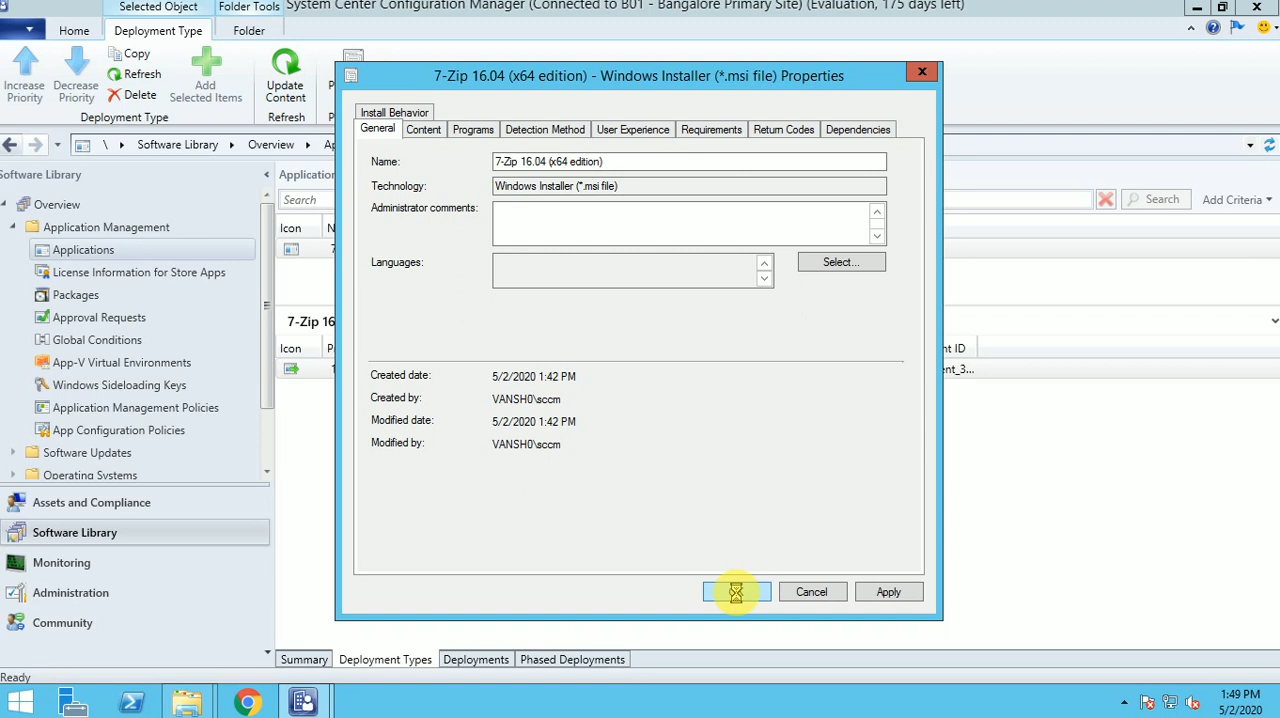 Selected Object
Folder Tools
System Center Configuration Manager (Connected to B01 - Bangalore Primary Site) (Evaluation, 175 days left)
Home
Deployment Type
Folder
Increase Priority
Decrease Priority
Copy
Refresh
Delete
Add Selected Items
Update Content
Deployment Type
Refresh
\
Software Library
Overview
Software Library
Overview
Application Management
Applications
License Information for Store Apps
Packages
Approval Requests
Global Conditions
App-V Virtual Environments
Windows Sideloading Keys
Application Management Policies
App Configuration Policies
Software Updates
Operating Systems
Assets and Compliance
Software Library
Monitoring
Administration
Community
Search
Search
Add Criteria
Icon
7-Zip 16
Icon
7-Zip 16.04 (x64 edition) - Windows Installer (*.msi file) Properties
Install Behavior
General
Content
Programs
Detection Method
User Experience
Requirements
Return Codes
Dependencies
Name:
7-Zip 16.04 (x64 edition)
Technology:
Windows Installer (*.msi file)
Administrator comments:
Languages:
Select...
Created date:
5/2/2020 1:42 PM
Created by:
VANSH0\sccm
Modified date:
5/2/2020 1:42 PM
Modified by:
VANSH0\sccm
Cancel
Apply
Summary
Deployment Types
Deployments
Phased Deployments
Ready
1:49 PM
5/2/2020